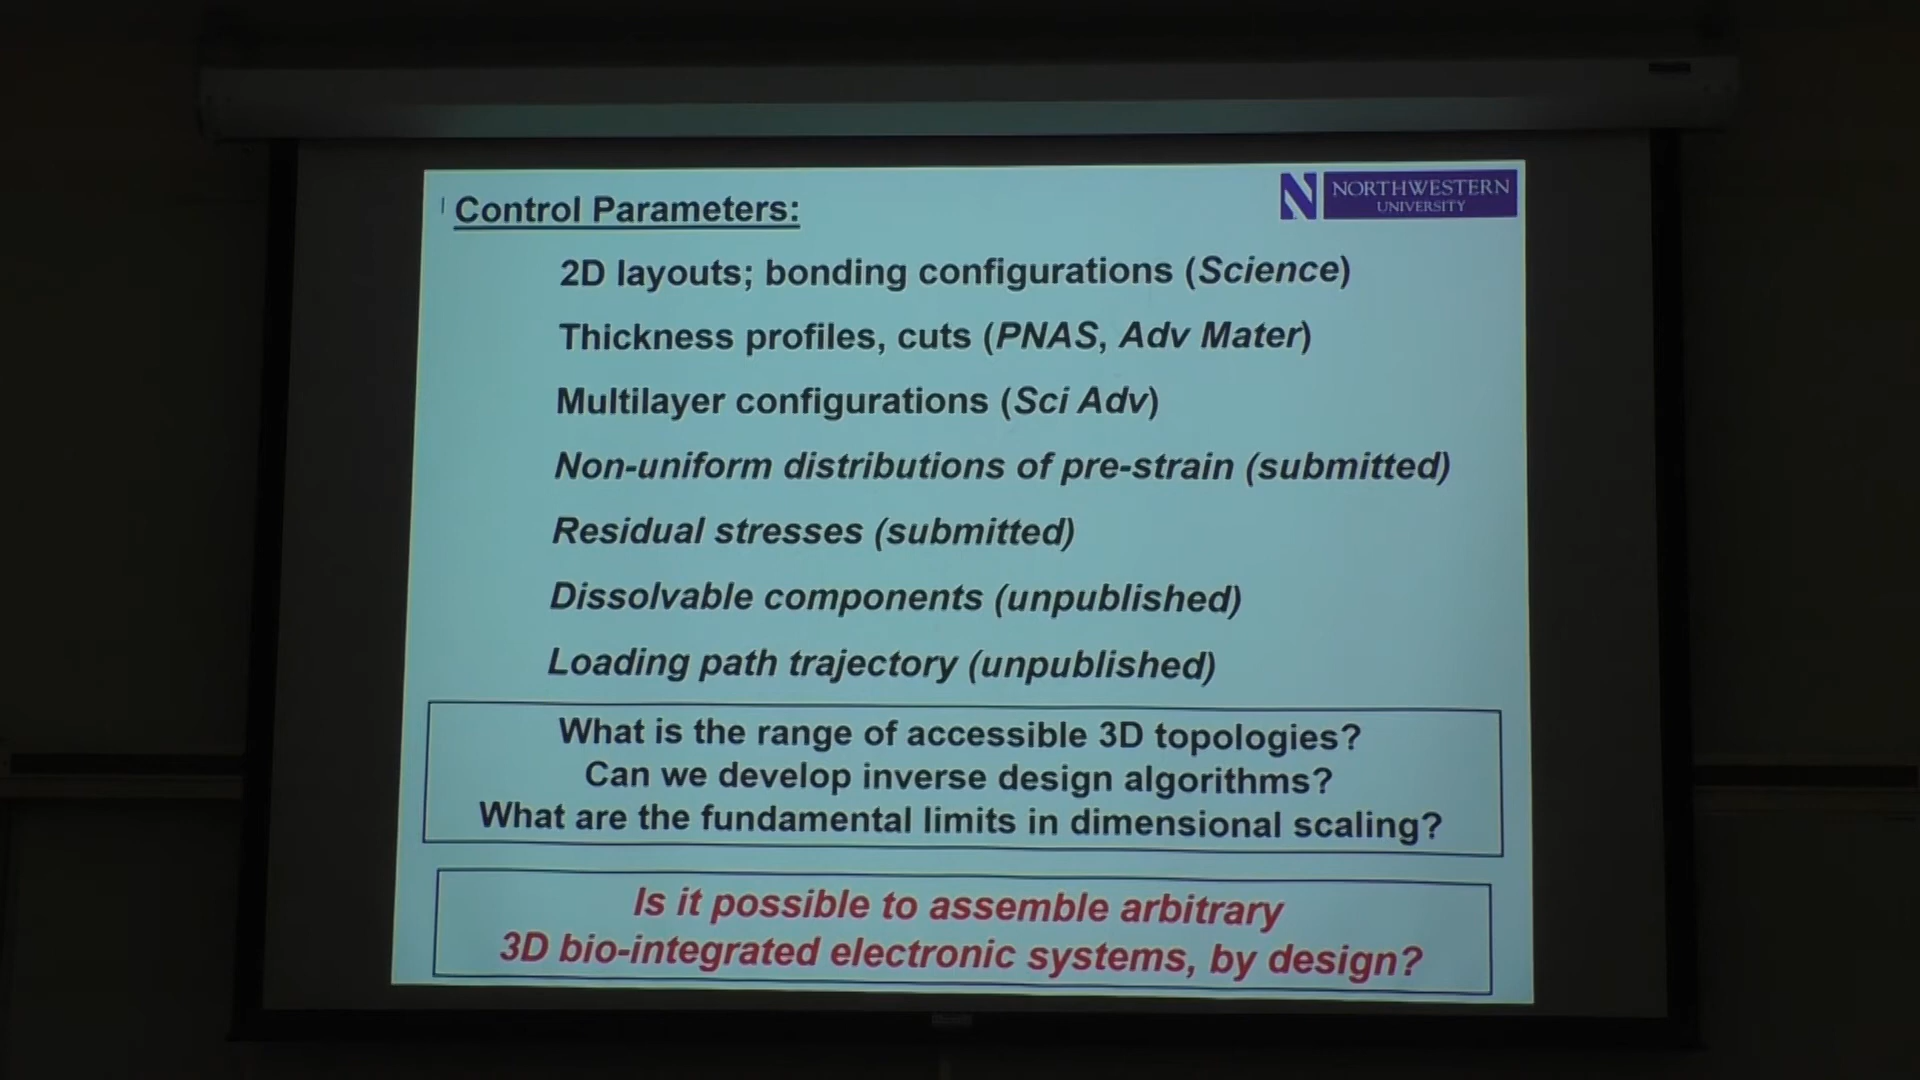 Control Parameters:
N NORTHWESTERN
UNIVERSITY
2D layouts; bonding configurations (Science)
Thickness profiles, cuts (PNAS, Adv Mater)
Multilayer configurations (Sci Adv)
Non-uniform distributions of pre-strain (submitted)
Residual stresses (submitted)
Dissolvable components (unpublished)
Loading path trajectory (unpublished)
What is the range of accessible 3D topologies?
Can we develop inverse design algorithms?
What are the fundamental limits in dimensional scaling?
Is it possible to assemble arbitrary
3D bio-integrated electronic systems, by design?